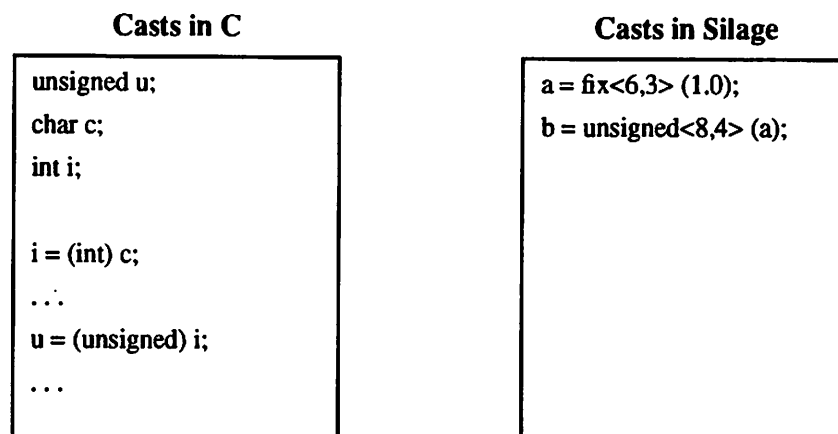 Casts in C
unsigned u;
char c;
int i;
i = (int) c;
. . .
u = (unsigned) i;
. . .
Casts in Silage
a = fix<6,3> (1.0);
b = unsigned<8,4> (a);